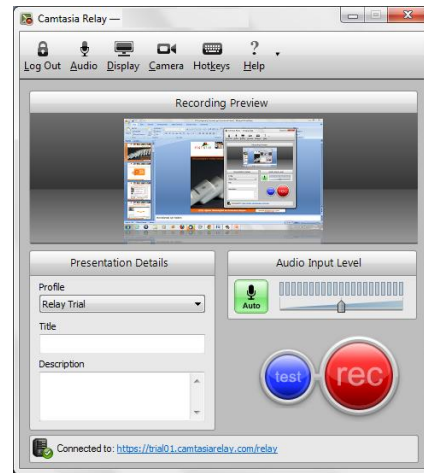 Camtasia Relay —
Log Out Audio Display Camera HotKeys Help
Recording Preview
Presentation Details
Profile
Relay Trial
Title
Description
Audio Input Level
Auto
test
rec
Connected to: https://trial01.camtasiarelay.com/relay